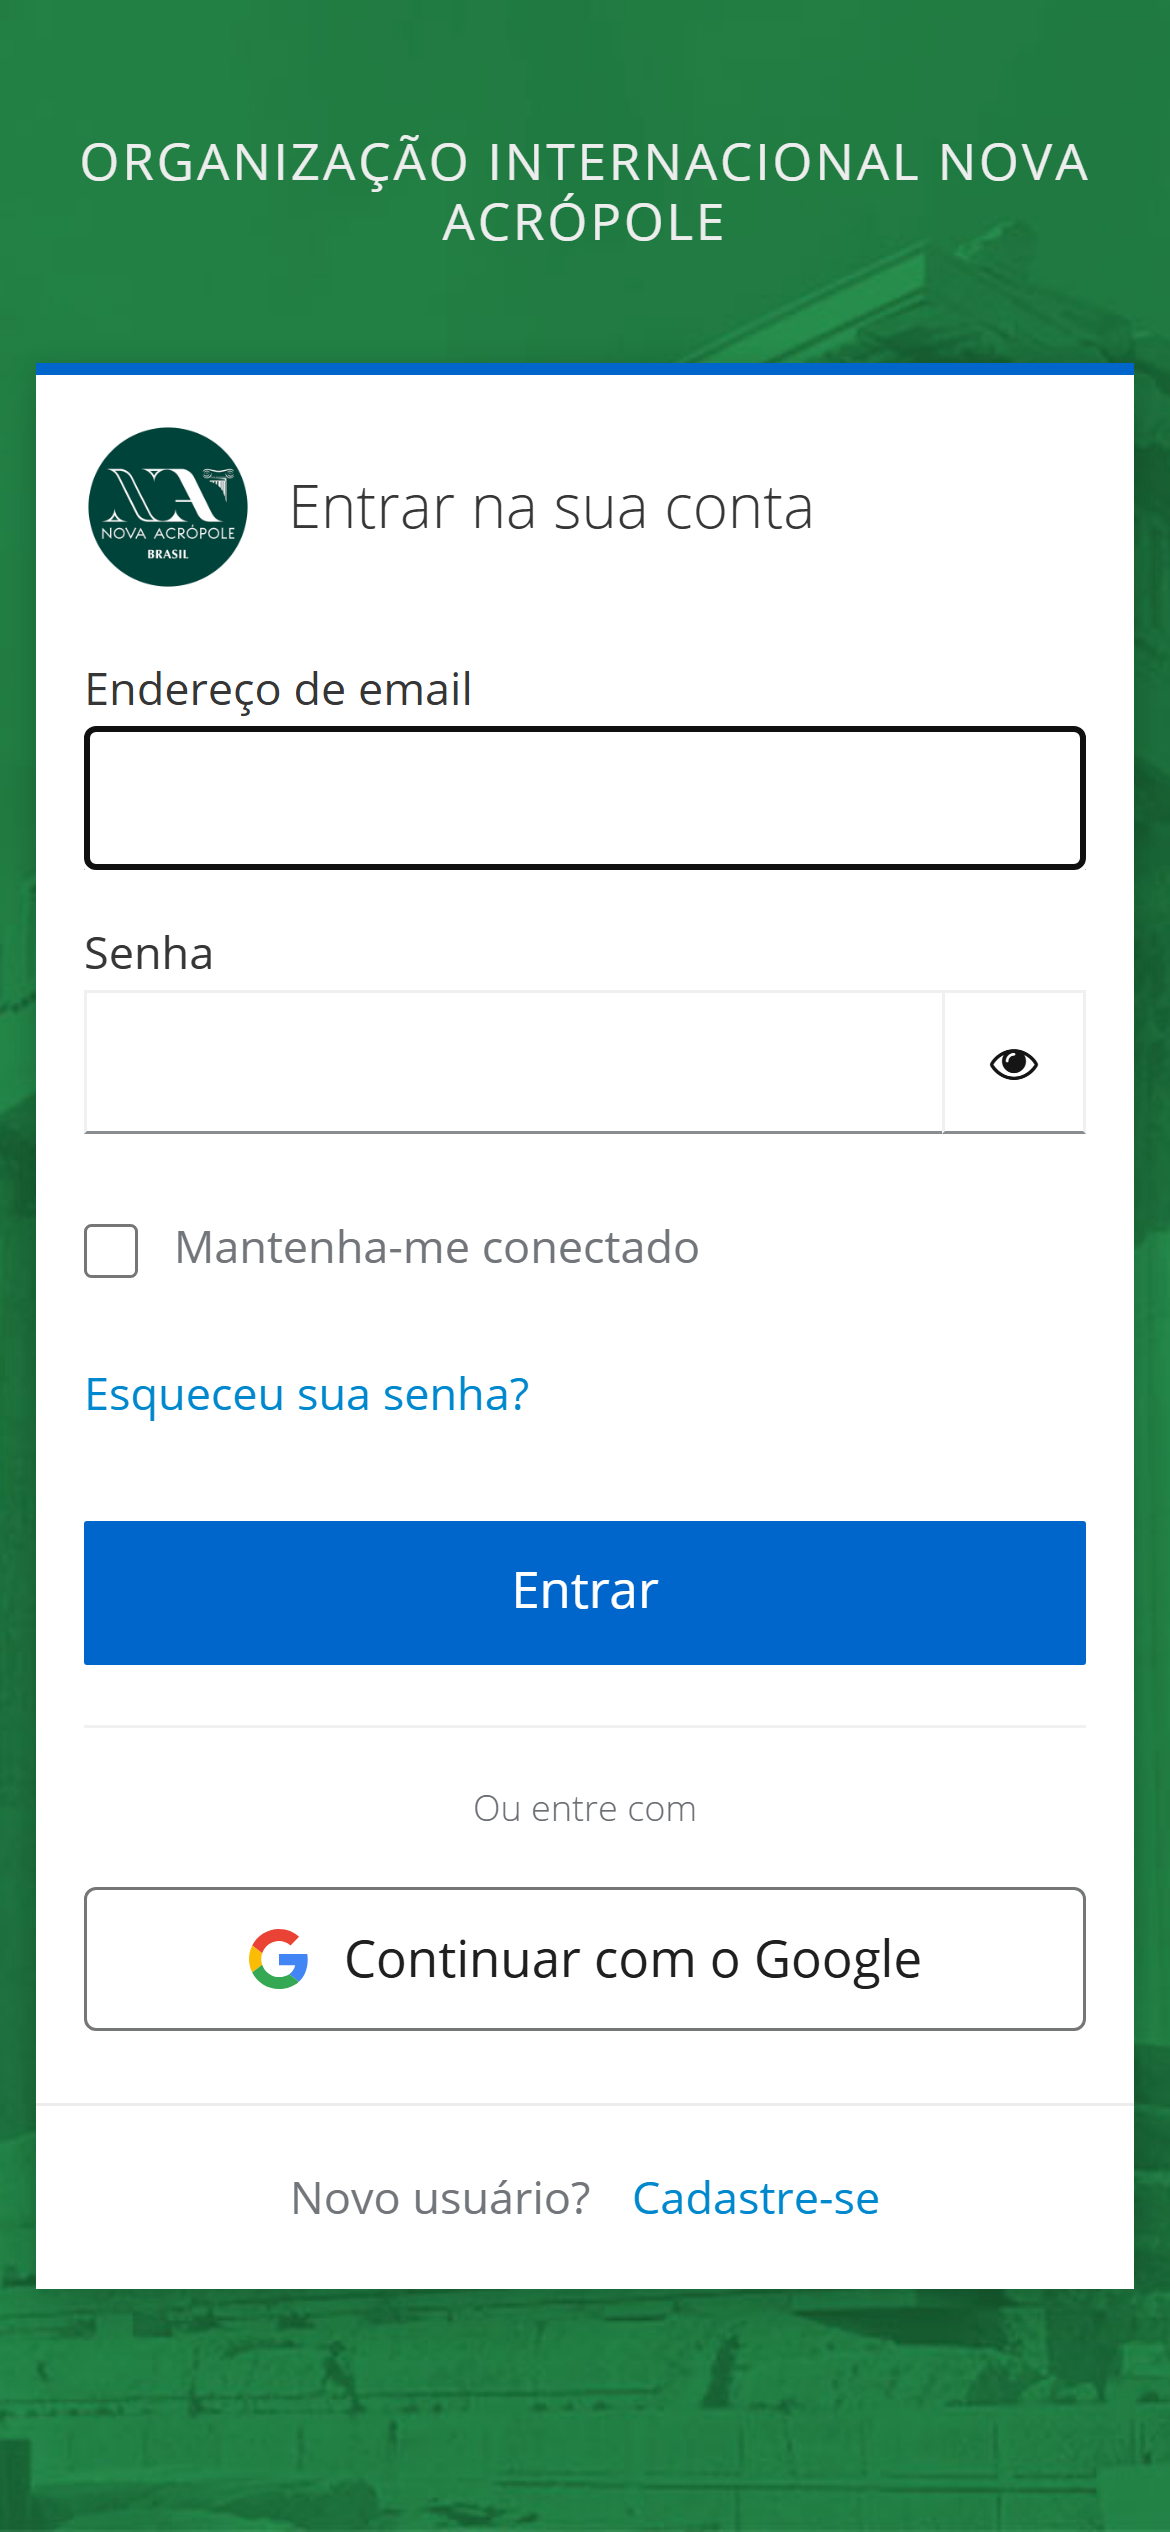 ORGANIZAÇÃO INTERNACIONAL NOVA
ACRÓPOLE
NA
NOVA ACRÓPOLE
BRASIL
Entrar na sua conta
Endereço de email
Senha
Mantenha-me conectado
Esqueceu sua senha?
Entrar
Ou entre com
Continuar com o Google
Novo usuário? Cadastre-se